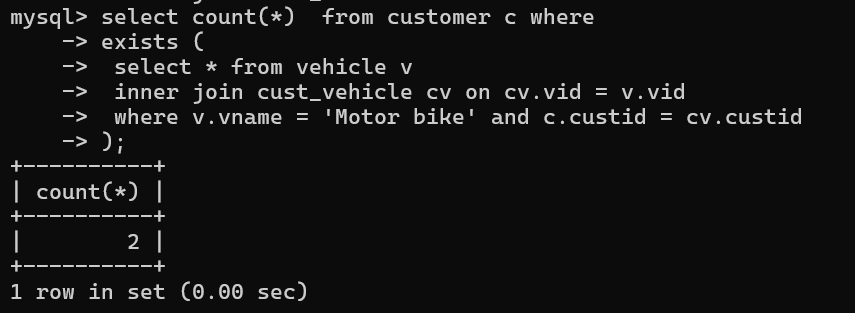 mysql> select count(*)  from customer c where
    -> exists (
    ->  select * from vehicle v
    ->  inner join cust_vehicle cv on cv.vid = v.vid
    ->  where v.vname = 'Motor bike' and c.custid = cv.custid
    -> );
+----------+
| count(*) |
+----------+
|        2 |
+----------+
1 row in set (0.00 sec)